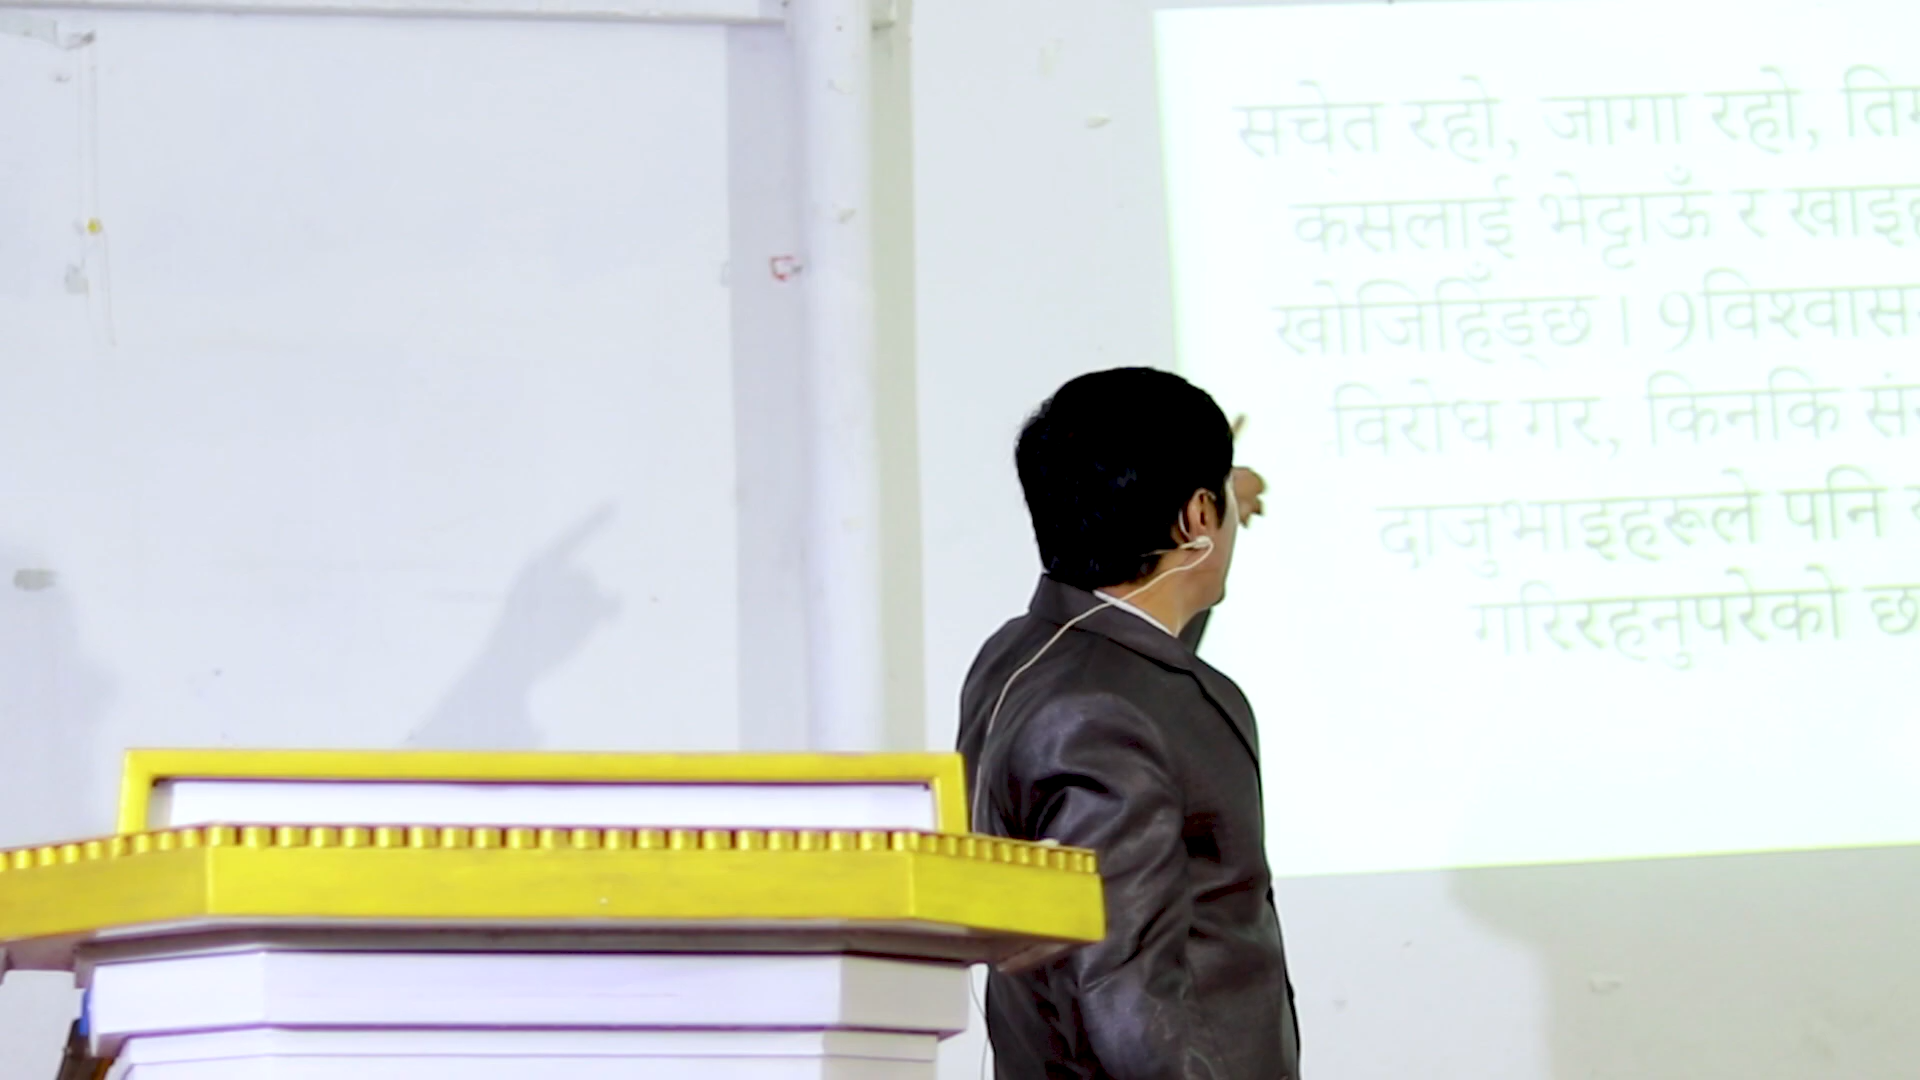 सचेत रहो, जागा रहो,
कसलाई भेट्टाऊँ र
खोजिहिँड्छ । 9विश्वास
विरोध गर, किनकि
दाजुभाइहरूले पनि
गरिरहनुपरेको